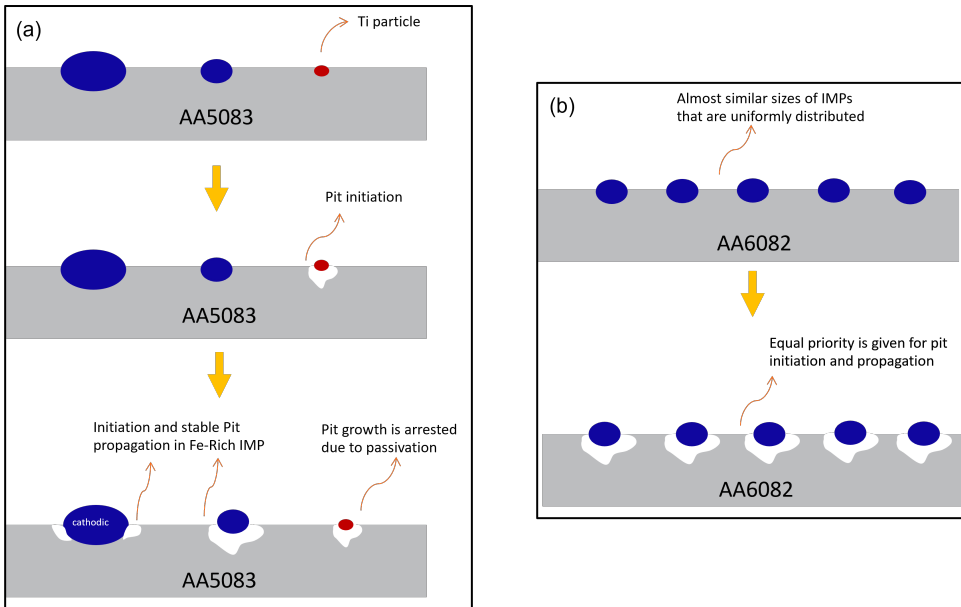 (a)
Ti particle
AA5083
Pit initiation
AA5083
Initiation and stable Pit
propagation in Fe-Rich IMP
Pit growth is arrested
due to passivation
cathodic
AA5083
(b)
Almost similar sizes of IMPs
that are uniformly distributed
AA6082
Equal priority is given for pit
initiation and propagation
AA6082